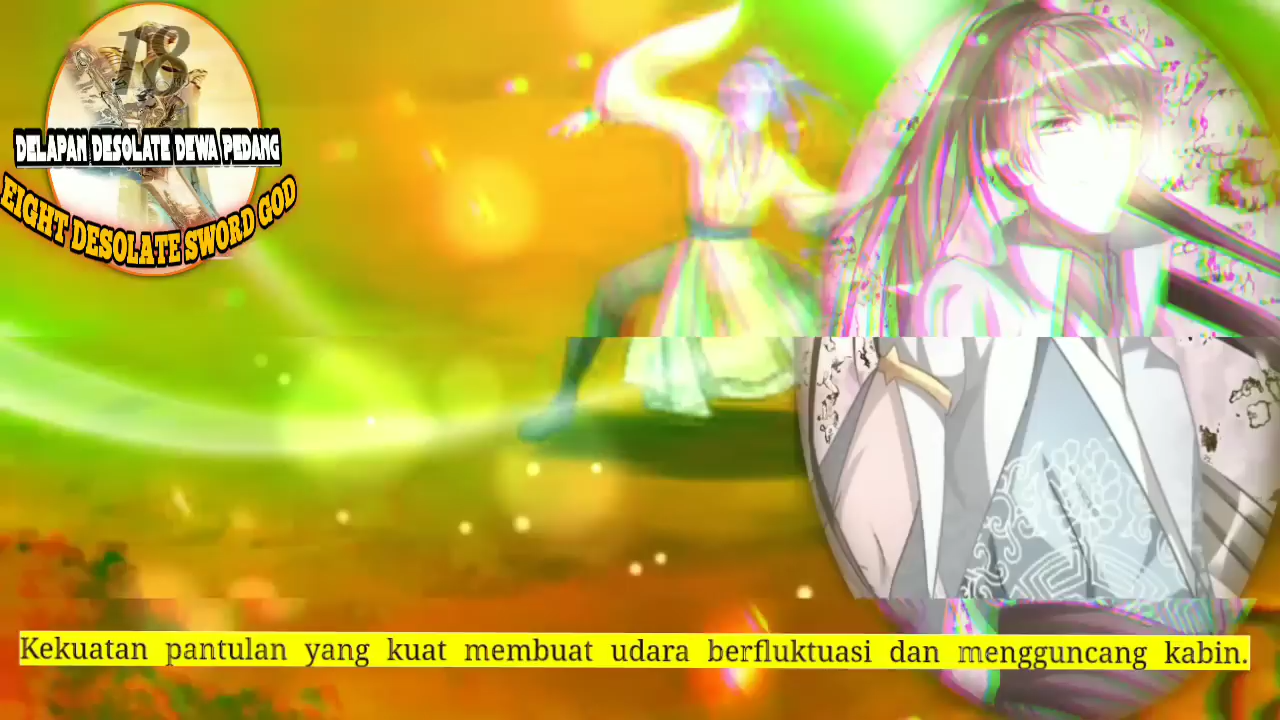 18
DELAPAN DESOLATE DEWA PEDANG
EIGHT DESOLATE SWORD GOD
Kekuatan pantulan yang kuat membuat udara berfluktuasi dan mengguncang kabin.